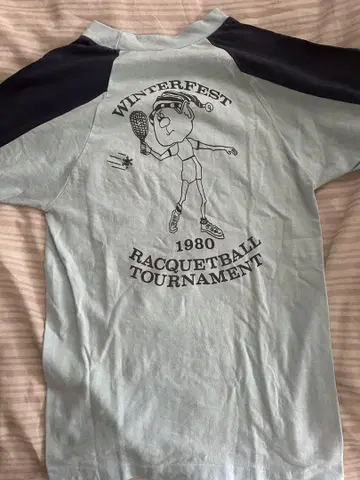 WINTERFEST
1980
RACQUETBALL
TOURNAMENT